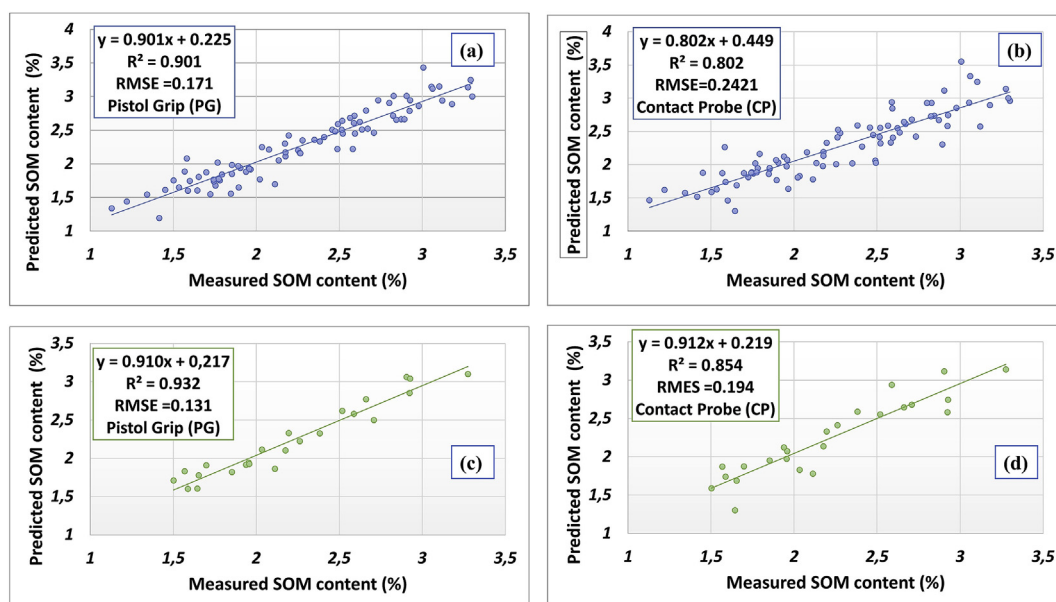 y = 0.901x + 0.225
R² = 0.901
RMSE =0.171
Pistol Grip (PG)
(a)
Predicted SOM content (%)
4
3,5
3
2,5
2
1,5
1
1
1,5
2
2,5
3
3,5
Measured SOM content (%)
y = 0.802x + 0.449
R² = 0.802
RMSE=0.2421
Contact Probe (CP)
(b)
Predicted SOM content (%)
4
3,5
3
2,5
2
1,5
1
1
1,5
2
2,5
3
3,5
Measured SOM content (%)
y = 0.910x + 0,217
R² = 0.932
RMSE =0.131
Pistol Grip (PG)
(c)
Predicted SOM content (%)
3,5
3
2,5
2
1,5
1
1
1,5
2
2,5
3
3,5
Measured SOM content (%)
y = 0.912x + 0.219
R² = 0.854
RMES =0.194
Contact Probe (CP)
(d)
Predicted SOM content (%)
3,5
3
2,5
2
1,5
1
1
1,5
2
2,5
3
3,5
Measured SOM content (%)